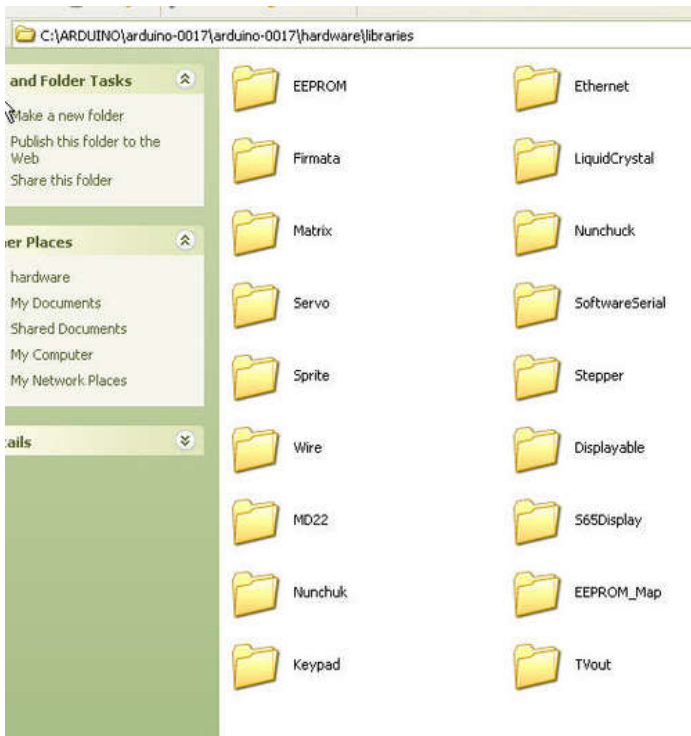 C:\ARDUINO\arduino-0017\arduino-0017\hardware\libraries
and Folder Tasks
Make a new folder
Publish this folder to the
Web
Share this folder
er Places
hardware
My Documents
Shared Documents
My Computer
My Network Places
ails
EEPROM
Ethernet
Firmata
LiquidCrystal
Matrix
Nunchuck
Servo
SoftwareSerial
Sprite
Stepper
Wire
Displayable
MD22
S65Display
Nunchuk
EEPROM_Map
Keypad
TVout